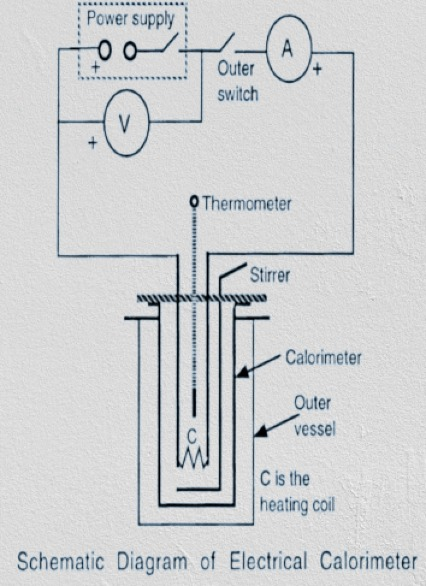 Power supply
+
A
+
Outer
switch
V
+
Thermometer
Stirrer
Calorimeter
Outer
vessel
C
C is the
heating coil
Schematic Diagram of Electrical Calorimeter